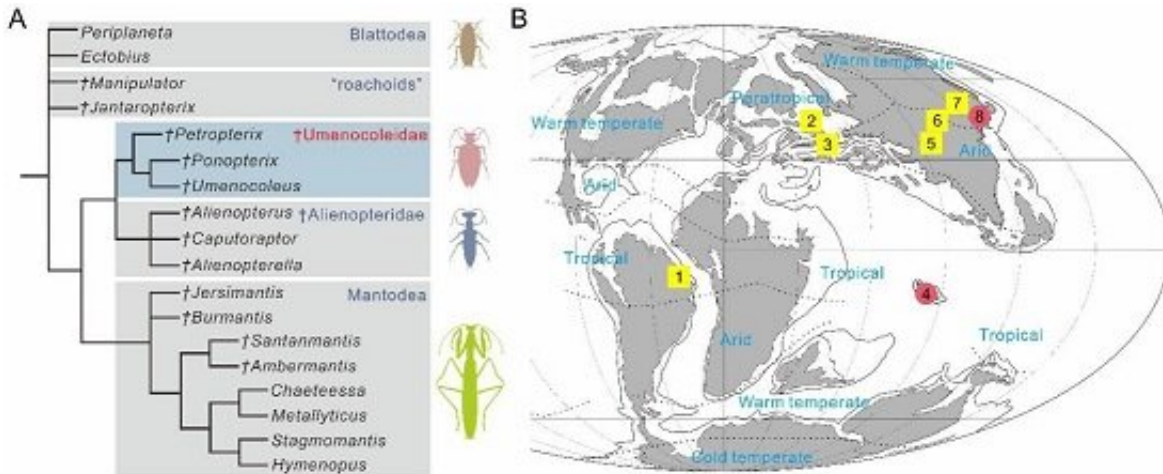 A
Periplaneta
Blattodea
Ectobius
†Manipulator
"roachoids"
†Jantaropterix
†Petropterix
†Umenocoleidae
†Ponopterix
†Umenocoleus
†Alienopterus
†Alienopteridae
†Caputoraptor
†Alienopterella
†Jersimantis
Mantodea
†Burmantis
†Santanmantis
†Ambermantis
Chaeteessa
Metallyticus
Stagmomantis
Hymenopus
B
Warm temperate
Paratropical
Warm temperate
7
8
2
6
3
5
Arid
Arid
Tropical
1
Tropical
4
Tropical
Arid
Warm temperate
Cold temperate